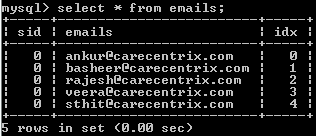 mysql> select * from emails;
| sid | emails | idx |
| 0 | ankur@carecentrix.com | 0 |
| 0 | basheer@carecentrix.com | 1 |
| 0 | rajesh@carecentrix.com | 2 |
| 0 | veera@carecentrix.com | 3 |
| 0 | sthit@carecentrix.com | 4 |
5 rows in set (0.00 sec)